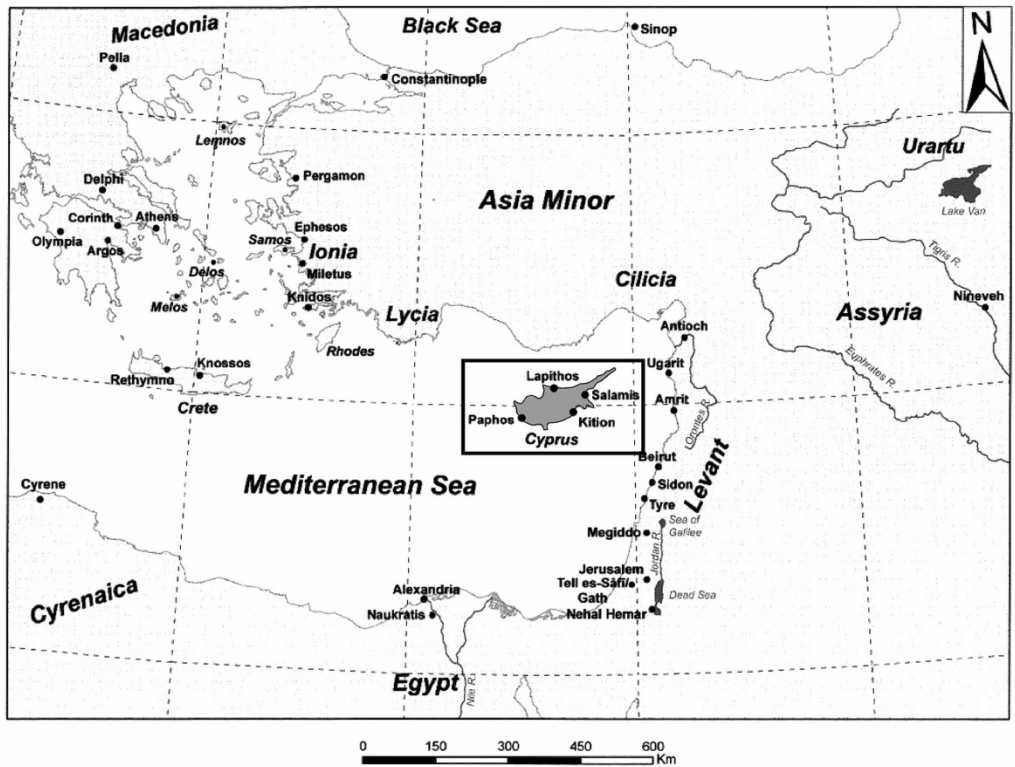 Macedonia
Black Sea
Sinop
N
Pella
Constantinople
Lemnos
Urartu
Lake Van
Delphi
Pergamon
Asia Minor
Corinth
Athens
Ephesos
Samos
Ionia
Olympia
Argos
Delos
Miletus
Tigris R.
Melos
Knidos
Cilicia
Nineveh
Lycia
Assyria
Antioch
Rhodes
Knossos
Rethymno
Crete
Ugarit
Euphrates R.
Lapithos
Salamis
Amrit
Orontes R.
Paphos
Kition
Cyprus
Beirut
Levant
Cyrene
Mediterranean Sea
Sidon
Tyre
Sea of
Galilee
Megiddo
Jordan R.
Jerusalem
Tell es-Sâfi/
Gath
Dead Sea
Nehal Hemar
Cyrenaica
Alexandria
Naukratis
Egypt
Nile R.
0 150 300 450 600
Km